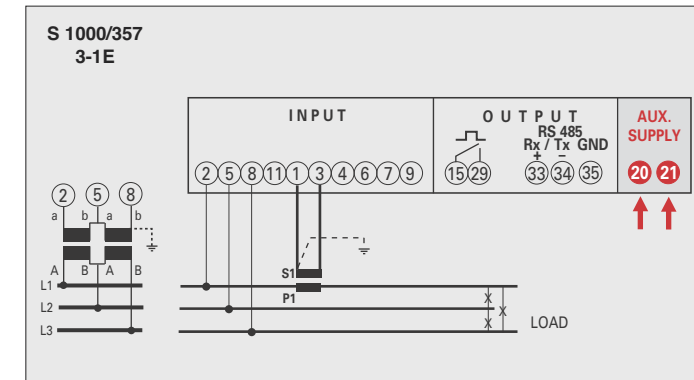 S 1000/357
3-1E
INPUT
OUTPUT
RS 485
Rx / Tx GND
+ −
AUX.
SUPPLY
2 5 8 11 1 3 4 6 7 9
15 29
33 34 35
20 21
2 5 8
a b a b
A B A B
L1
L2
L3
S1
P1
X
X
X
LOAD